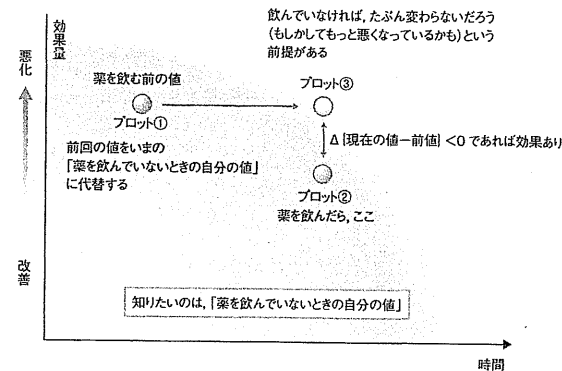 飲んでいなければ，たぶん変わらないだろう
（もしかしてもっと悪くなっているかも）という
前提がある
効果量
悪化
薬を飲む前の値
プロット③
プロット①
Δ{現在の値－前値}＜0であれば効果あり
前回の値をいまの
「薬を飲んでいないときの自分の値」
に代替する
プロット②
薬を飲んだら，ここ
改善
知りたいのは，「薬を飲んでいないときの自分の値」
時間